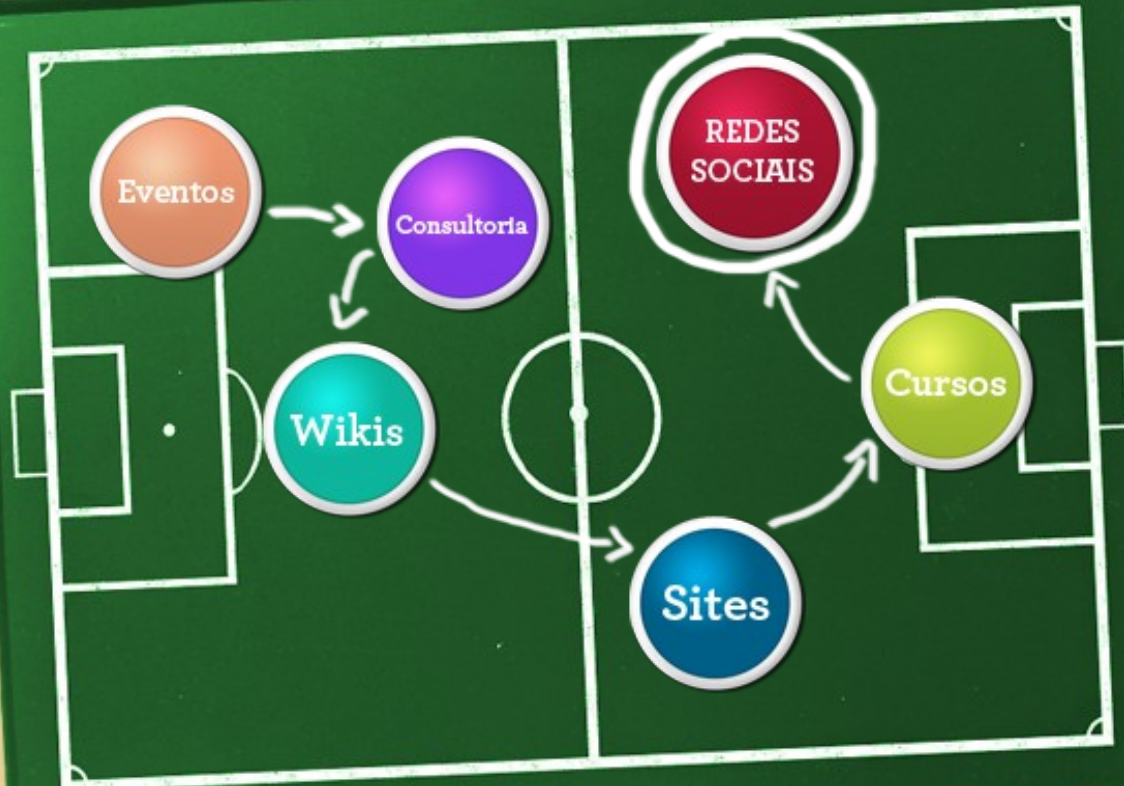 Eventos
Consultoria
Wikis
Sites
Cursos
REDES
SOCIAIS